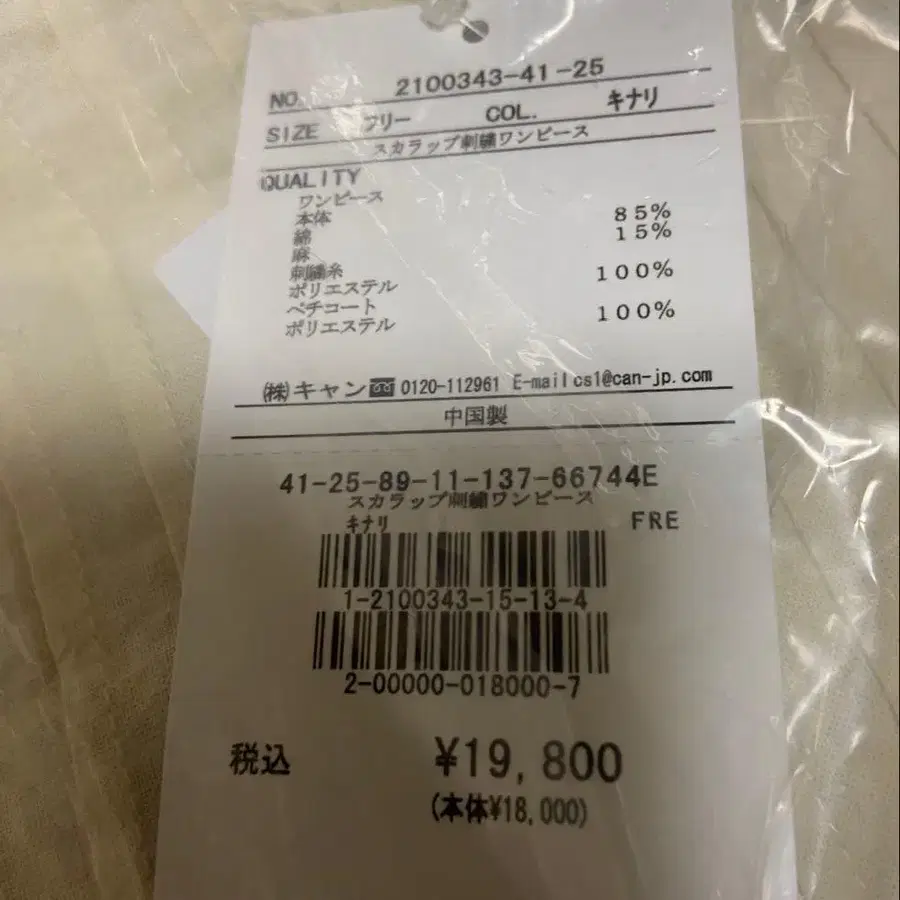 NO. 2100343-41-25
SIZE フリー COL. キナリ
スカラップ刺繍ワンピース
QUALITY
ワンピース
本体
綿 85%
麻 15%
刺繍糸
ポリエステル 100%
ペチコート
ポリエステル 100%
㈱キャン 0120-112961 E-mail cs1@can-jp.com
中国製
41-25-89-11-137-66744E
スカラップ刺繍ワンピース
キナリ FRE
1-2100343-15-13-4
2-00000-018000-7
税込 ¥19,800
(本体¥18,000)